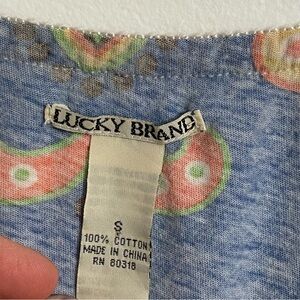 LUCKY BRAND
S
100% COTTON
MADE IN CHINA
RN 80318